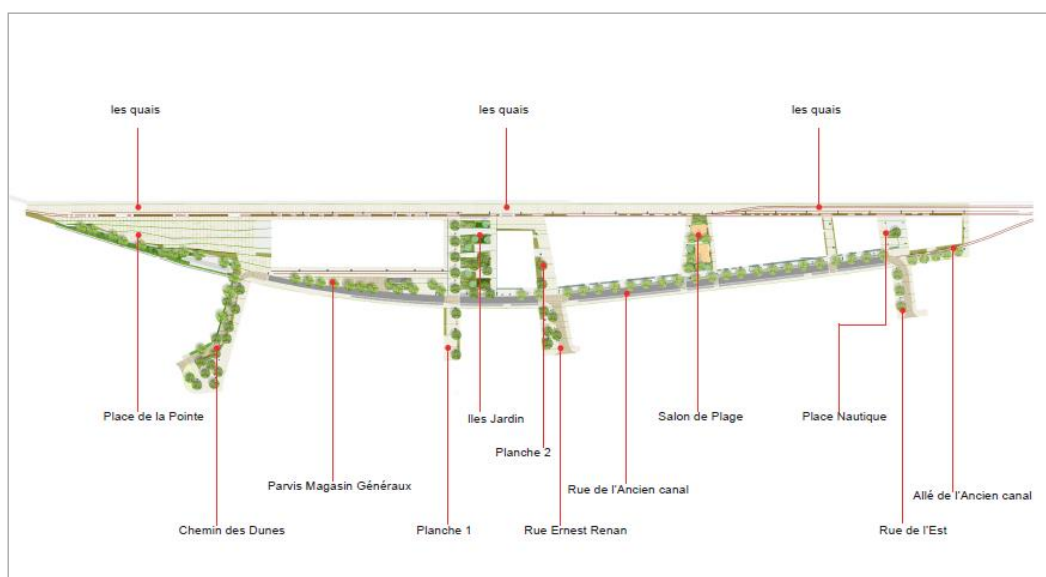 les quais
les quais
les quais
Place de la Pointe
Iles Jardin
Salon de Plage
Place Nautique
Planche 2
Parvis Magasin Généraux
Rue de l'Ancien canal
Allé de l'Ancien canal
Chemin des Dunes
Planche 1
Rue Ernest Renan
Rue de l'Est